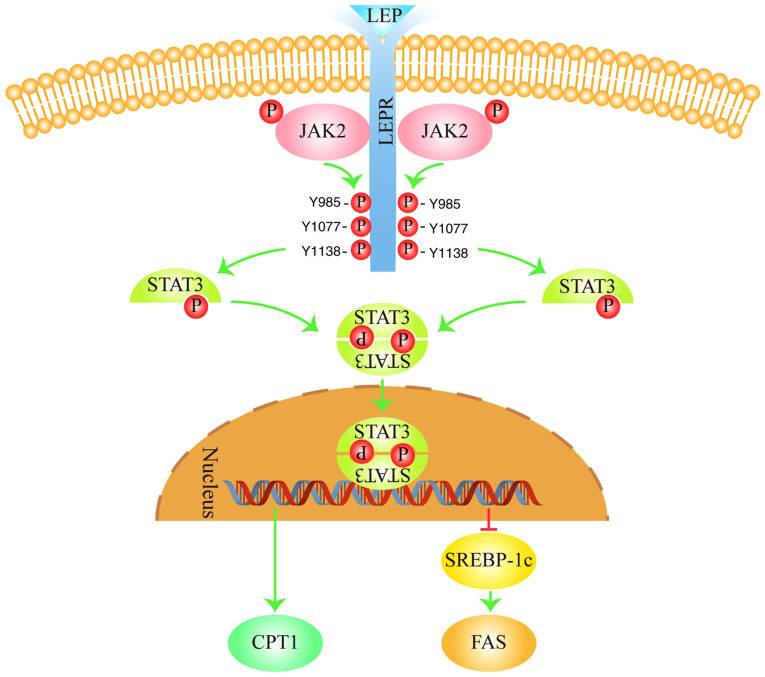 LEP
LEPR
P
JAK2
JAK2
P
Y985 - P
P - Y985
Y1077 - P
P - Y1077
Y1138 - P
P - Y1138
STAT3
P
STAT3
P
STAT3
P P
STAT3
STAT3
P P
STAT3
Nucleus
SREBP-1c
CPT1
FAS